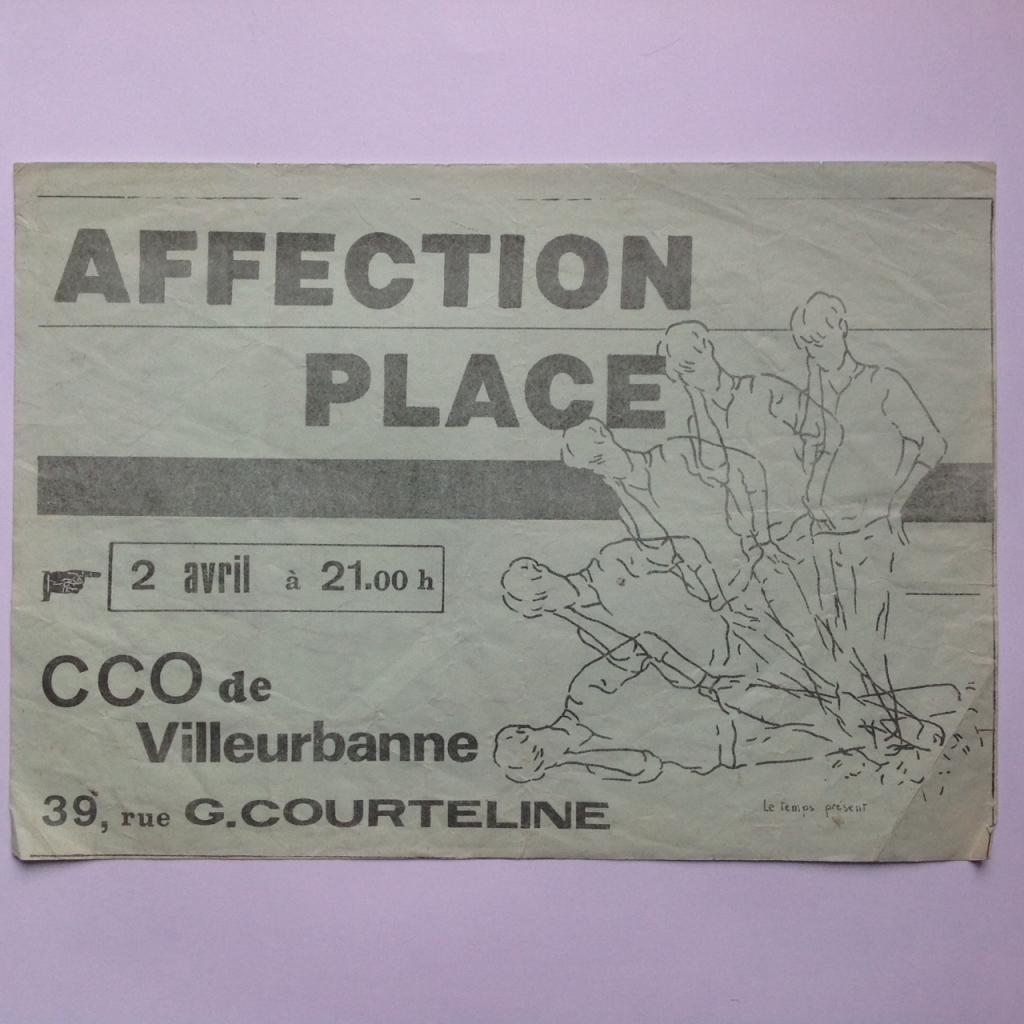 AFFECTION
PLACE
2 avril à 21.00 h
CCO de
Villeurbanne
39, rue G.COURTELINE
Le temps présent